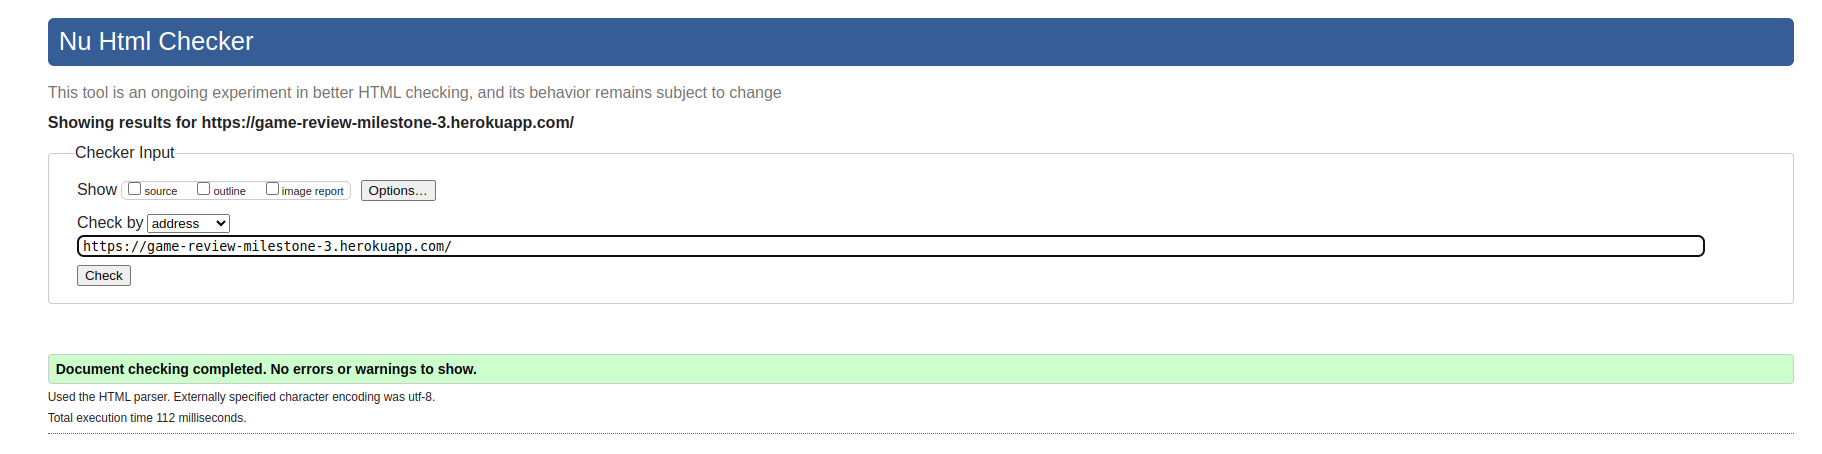 Nu Html Checker
This tool is an ongoing experiment in better HTML checking, and its behavior remains subject to change
Showing results for https://game-review-milestone-3.herokuapp.com/
Checker Input
Show source outline image report Options...
Check by address
https://game-review-milestone-3.herokuapp.com/
Check
Document checking completed. No errors or warnings to show.
Used the HTML parser. Externally specified character encoding was utf-8.
Total execution time 112 milliseconds.